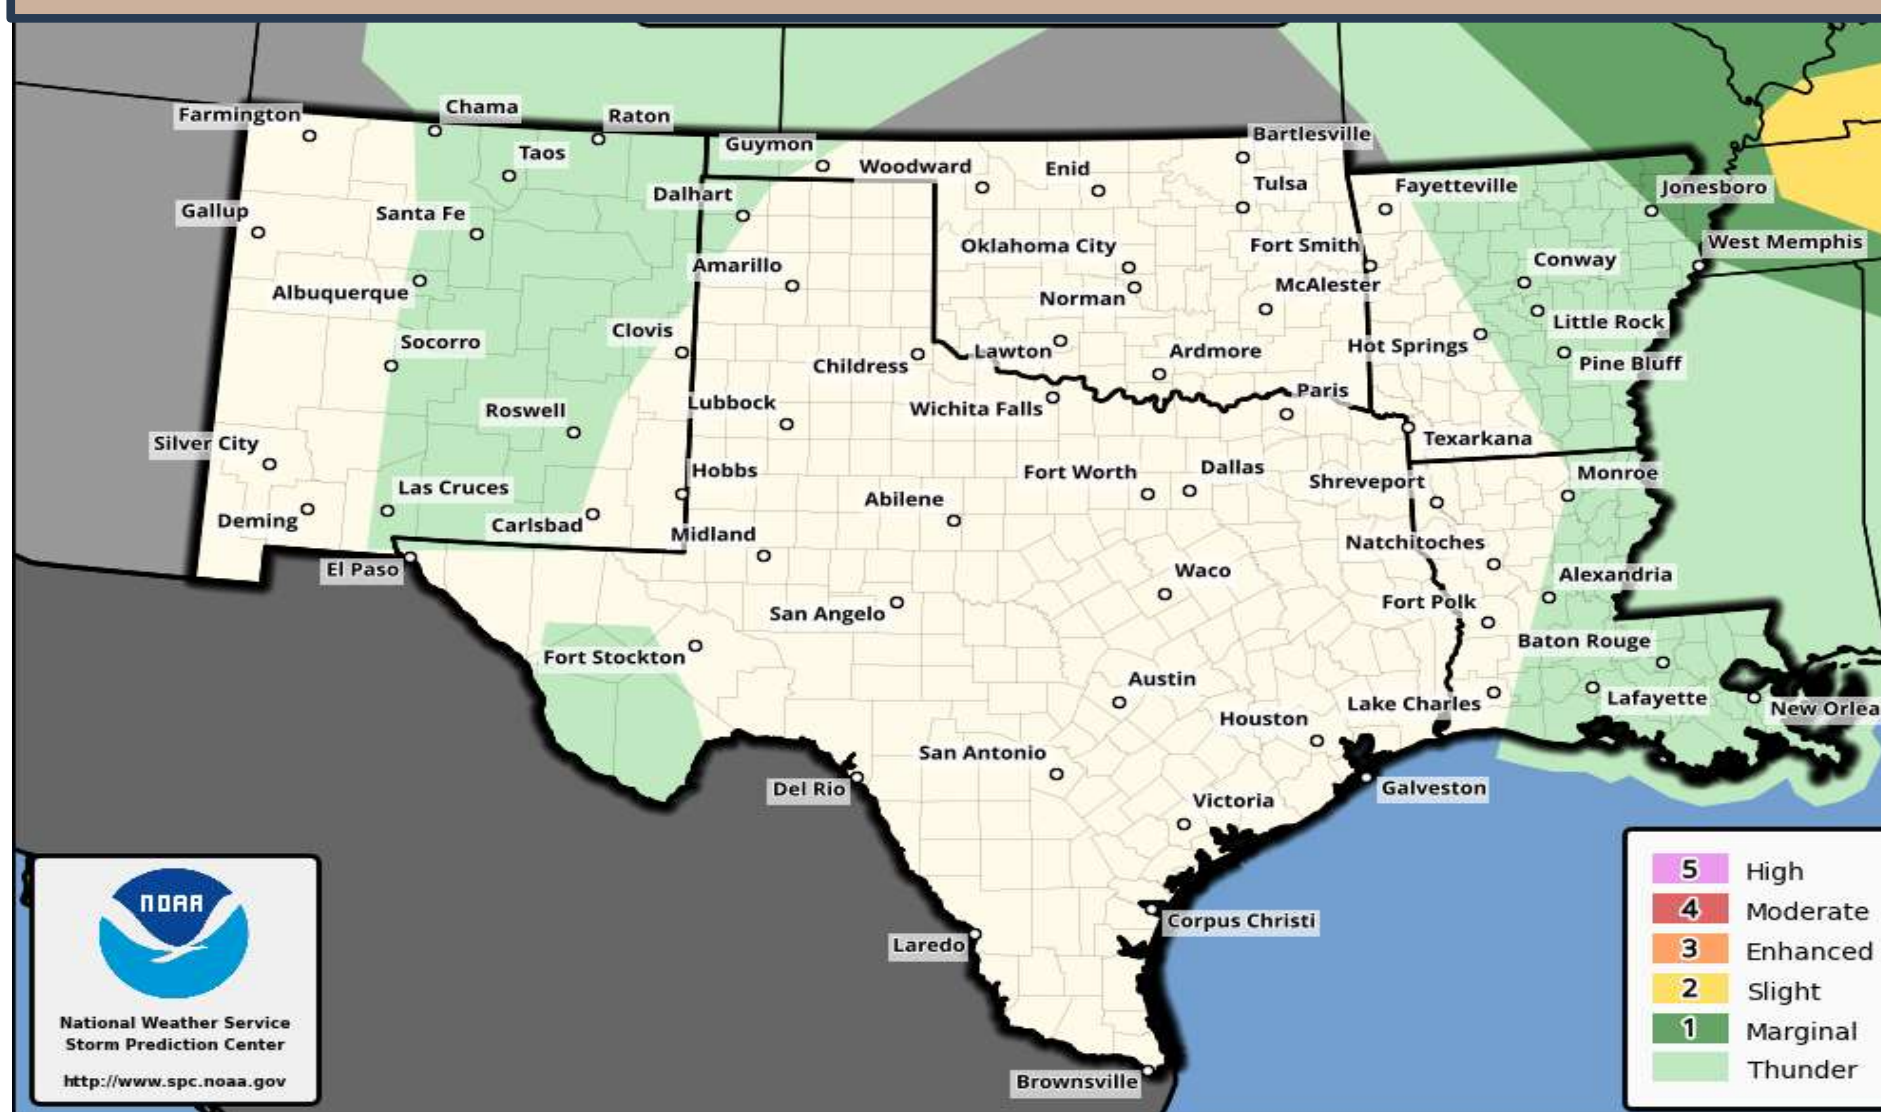 Farmington
Chama
Raton
Taos
Guymon
Woodward
Enid
Bartlesville
Tulsa
Fayetteville
Jonesboro
Gallup
Santa Fe
Dalhart
Amarillo
Oklahoma City
Fort Smith
West Memphis
Conway
Albuquerque
Norman
McAlester
Little Rock
Socorro
Clovis
Childress
Lawton
Ardmore
Hot Springs
Pine Bluff
Roswell
Lubbock
Wichita Falls
Paris
Texarkana
Silver City
Hobbs
Fort Worth
Dallas
Shreveport
Monroe
Las Cruces
Abilene
Deming
Carlsbad
Midland
Natchitoches
El Paso
Waco
Alexandria
San Angelo
Fort Polk
Fort Stockton
Baton Rouge
Austin
Lake Charles
Lafayette
New Orlea
Houston
San Antonio
Del Rio
Galveston
Victoria
Corpus Christi
Laredo
Brownsville
NOAA
National Weather Service
Storm Prediction Center
http://www.spc.noaa.gov
5 High
4 Moderate
3 Enhanced
2 Slight
1 Marginal
Thunder